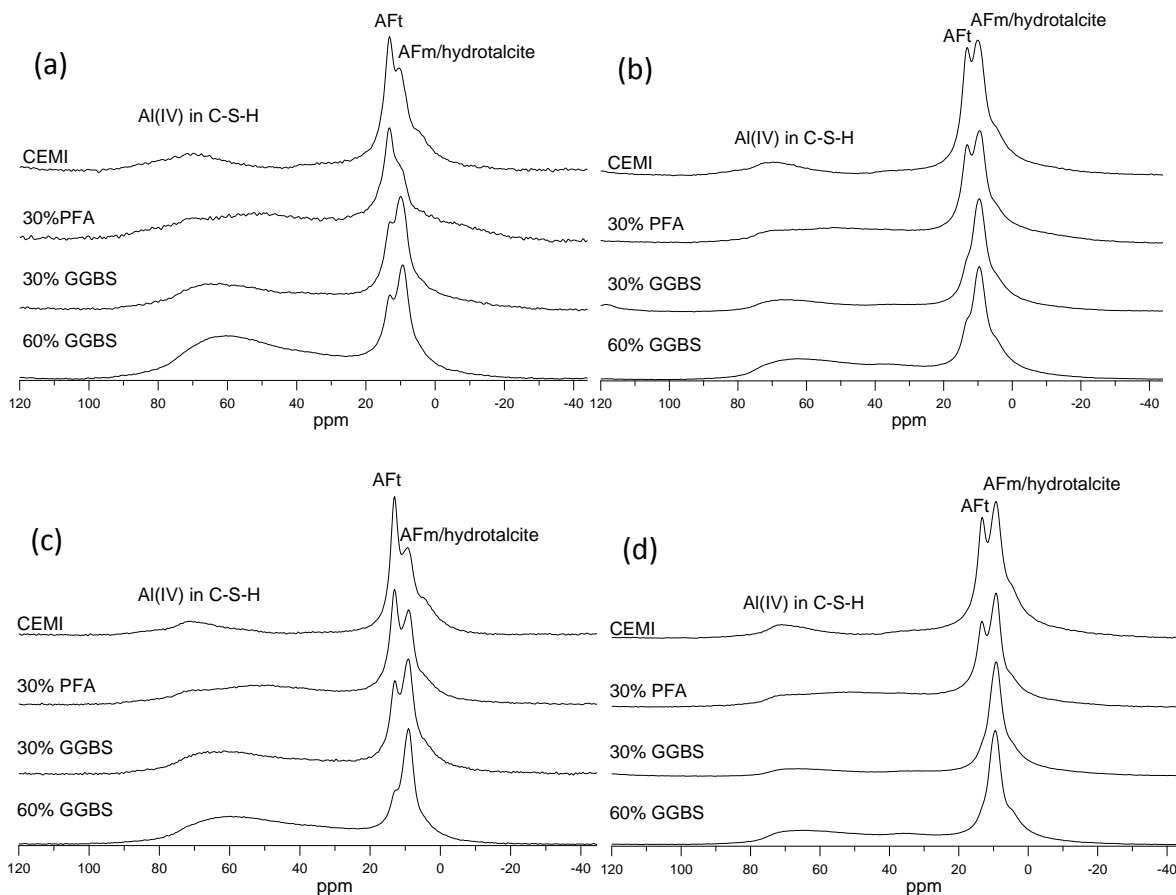 (a)
AFt
AFm/hydrotalcite
Al(IV) in C-S-H
CEMI
30%PFA
30% GGBS
60% GGBS
120 100 80 60 40 20 0 -20 -40
ppm
(b)
AFm/hydrotalcite
AFt
Al(IV) in C-S-H
CEMI
30% PFA
30% GGBS
60% GGBS
120 100 80 60 40 20 0 -20 -40
ppm
(c)
AFt
AFm/hydrotalcite
Al(IV) in C-S-H
CEMI
30% PFA
30% GGBS
60% GGBS
120 100 80 60 40 20 0 -20 -40
ppm
(d)
AFm/hydrotalcite
AFt
Al(IV) in C-S-H
CEMI
30% PFA
30% GGBS
60% GGBS
120 100 80 60 40 20 0 -20 -40
ppm